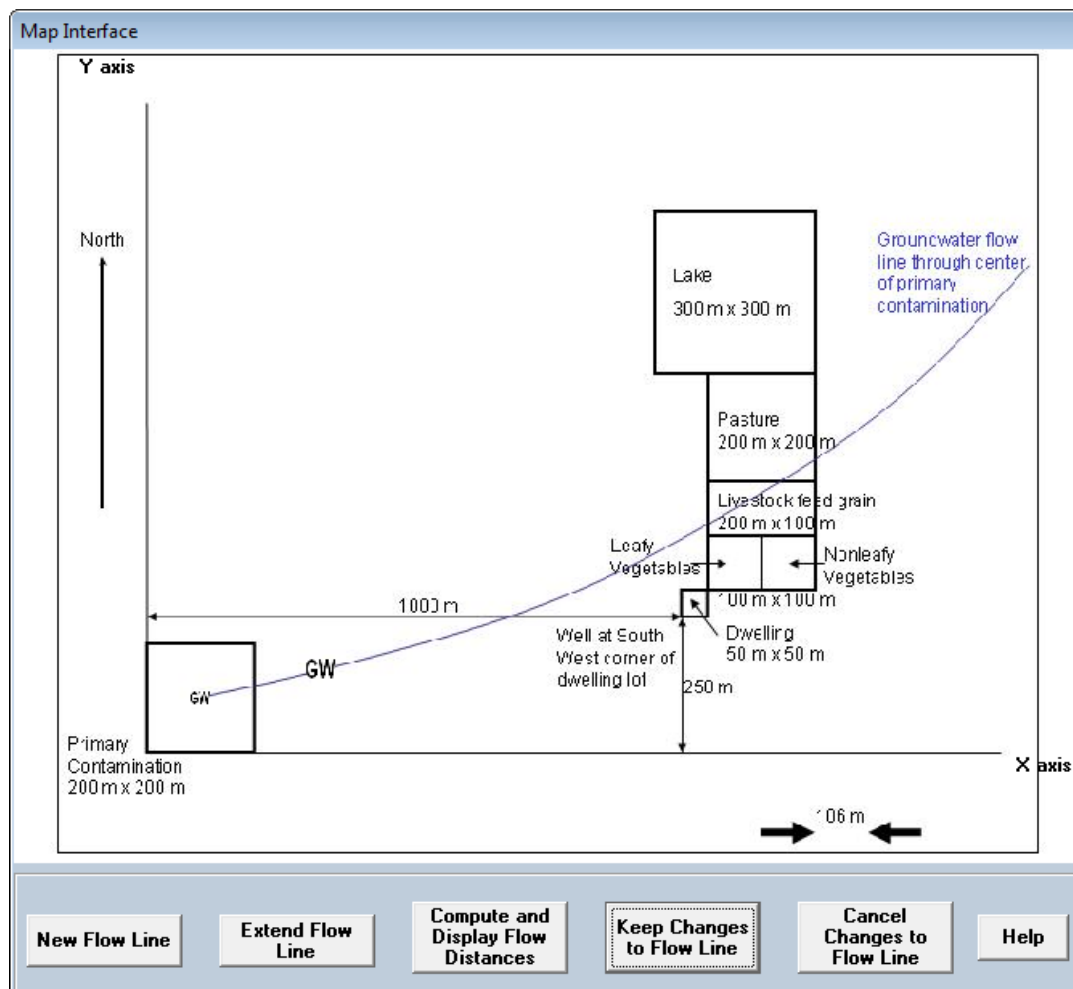 Map Interface
Y axis
North
Lake
300 m x 300 m
Groundwater flow
line through center
of primary
contamination
Pasture
200 m x 200 m
Livestock feed grain
200 m x 100 m
Leafy
Vegetables
Nonleafy
Vegetables
100 m x 100 m
1000 m
Well at South
West corner of
dwelling lot
Dwelling
50 m x 50 m
GW
GW
250 m
Primary
Contamination
200 m x 200 m
X axis
106 m
New Flow Line
Extend Flow
Line
Compute and
Display Flow
Distances
Keep Changes
to Flow Line
Cancel
Changes to
Flow Line
Help